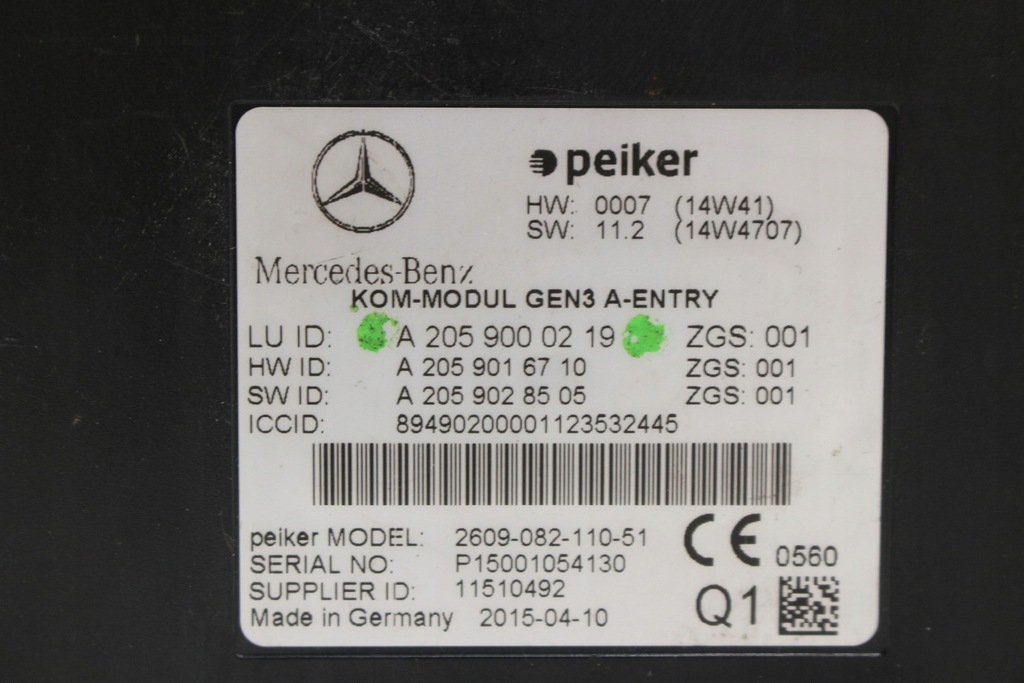 peiker
HW: 0007 (14W41)
SW: 11.2 (14W4707)
Mercedes-Benz
KOM-MODUL GEN3 A-ENTRY
LU ID: A 205 900 02 19 ZGS: 001
HW ID: A 205 901 67 10 ZGS: 001
SW ID: A 205 902 85 05 ZGS: 001
ICCID: 89490200001123532445
peiker MODEL: 2609-082-110-51
SERIAL NO: P15001054130
SUPPLIER ID: 11510492
Made in Germany 2015-04-10
CE 0560
Q1